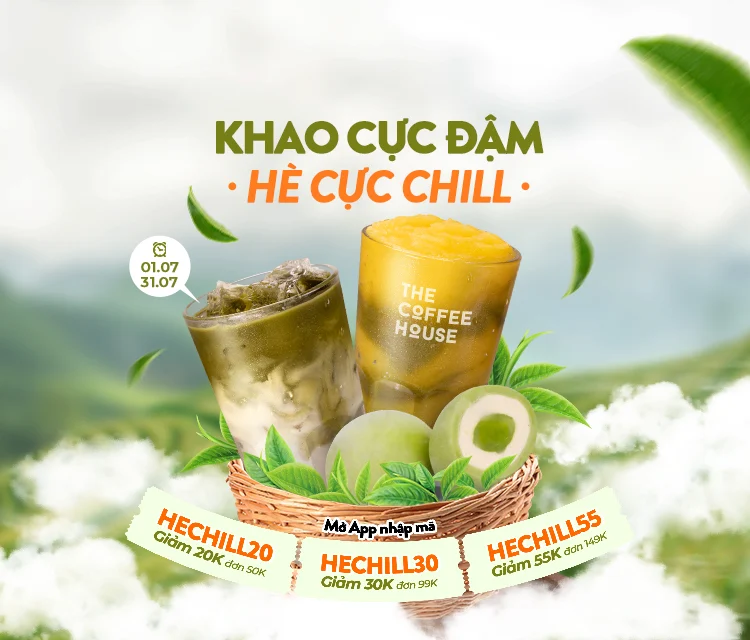 KHAO CỰC ĐẬM
• HÈ CỰC CHILL •
01.07
31.07
THE
COFFEE
HOUSE
Mở App nhập mã
HECHILL20
Giảm 20K đơn 50K
HECHILL30
Giảm 30K đơn 99K
HECHILL55
Giảm 55K đơn 149K